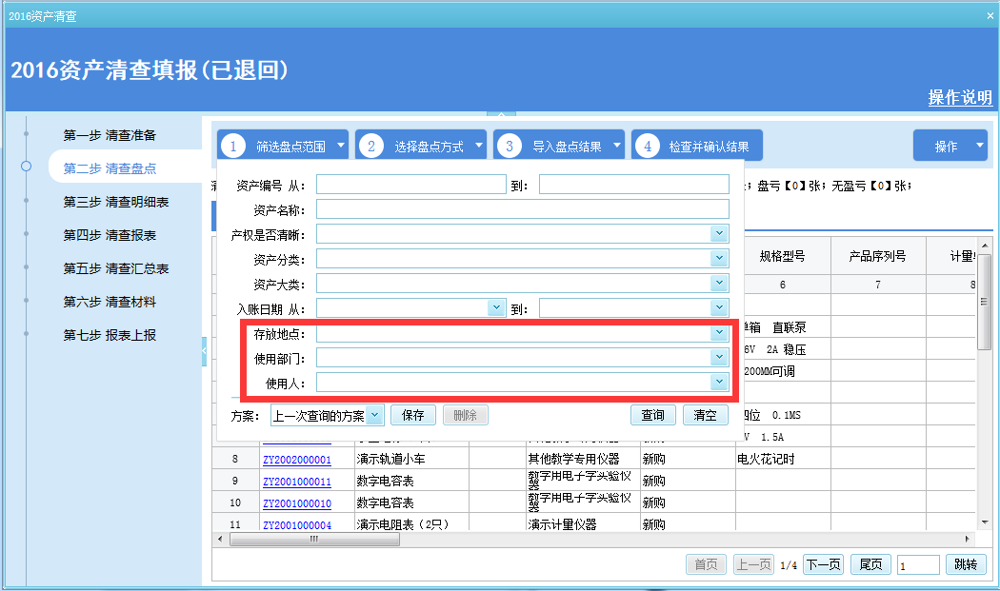 2016资产清查
2016资产清查填报(已退回)
操作说明
第一步 清查准备
第二步 清查盘点
第三步 清查明细表
第四步 清查报表
第五步 清查汇总表
第六步 清查材料
第七步 报表上报
1 筛选盘点范围
2 选择盘点方式
3 导入盘点结果
4 检查并确认结果
操作
盘亏【0】张; 无盈亏【0】张;
资产编号 从: 到:
资产名称:
产权是否清晰:
资产分类:
资产大类:
入账日期 从: 到:
存放地点:
使用部门:
使用人:
方案: 上一次查询的方案 保存 删除 查询 清空
规格型号 产品序列号 计量单
6 7 8
单箱 直联泵
6V 2A 稳压
200MM可调
四位 0.1MS
V 1.5A
8 ZY2002000001 演示轨道小车 其他教学专用仪器 新购 电火花记时
9 ZY2001000011 数字电容表 数字用电子学实验仪器 新购
10 ZY2001000010 数字电容表 数字用电子学实验仪器 新购
11 ZY2001000004 演示电阻表（2只） 演示计量仪器 新购
首页 上一页 1/4 下一页 尾页 1 跳转